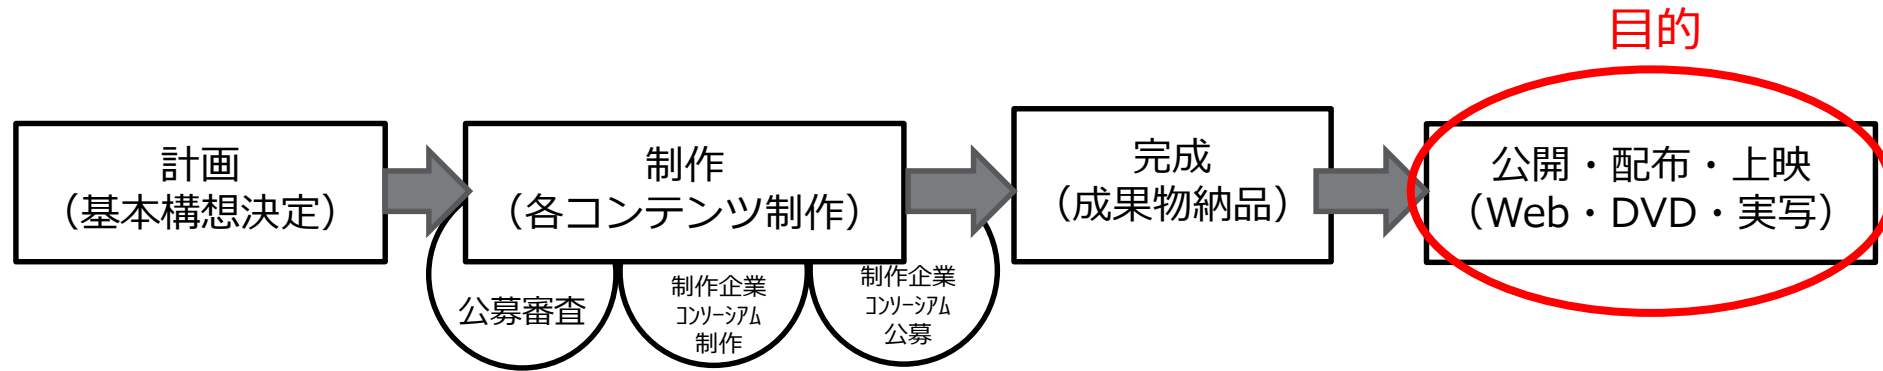 目的
計画
（基本構想決定）
制作
（各コンテンツ制作）
完成
（成果物納品）
公開・配布・上映
（Web・DVD・実写）
公募審査
制作企業
ｺﾝｿｰｼｱﾑ
制作
制作企業
ｺﾝｿｰｼｱﾑ
公募